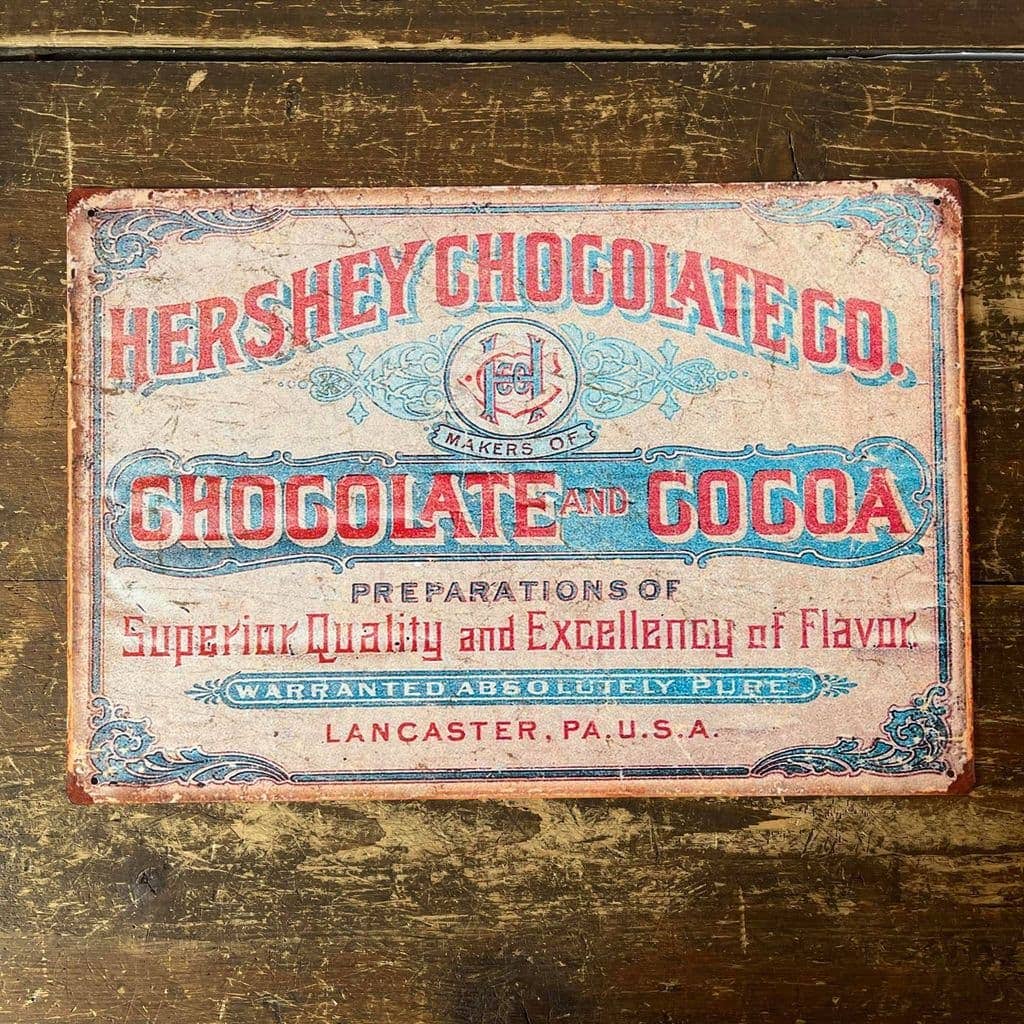 HERSHEY CHOCOLATE CO.
MAKERS OF
CHOCOLATE AND COCOA
PREPARATIONS OF
Superior Quality and Excellency of Flavor.
WARRANTED ABSOLUTELY PURE
LANCASTER, PA. U.S.A.